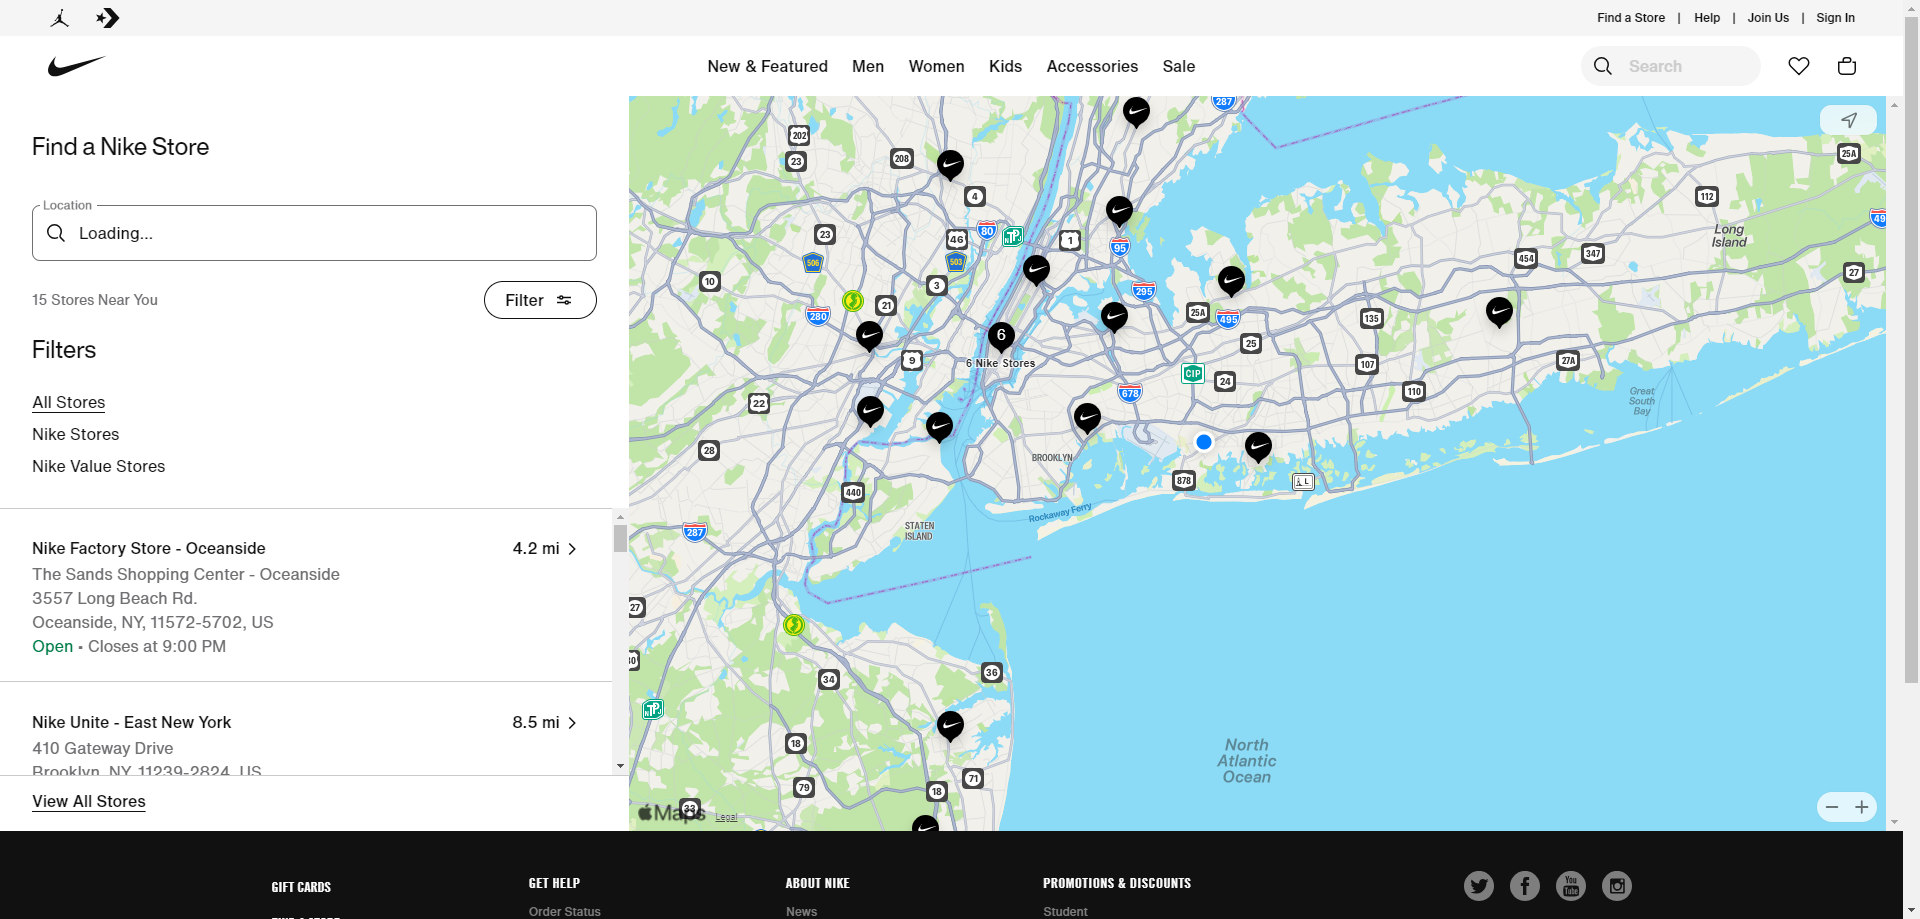 Find a Store | Help | Join Us | Sign In
New & Featured Men Women Kids Accessories Sale
Search
Find a Nike Store
Location
Loading...
15 Stores Near You
Filter
Filters
All Stores
Nike Stores
Nike Value Stores
Nike Factory Store - Oceanside 4.2 mi
The Sands Shopping Center - Oceanside
3557 Long Beach Rd.
Oceanside, NY, 11572-5702, US
Open • Closes at 9:00 PM
Nike Unite - East New York 8.5 mi
410 Gateway Drive
Brooklyn, NY, 11239-2824, US
View All Stores
287
202
23
208
25A
4
112
49
23
46
80
1
95
Long
Island
506
503
454
347
27
10
3
295
21
280
25A
495
135
6
25
9
6 Nike Stores
107
27A
CIP
24
678
110
22
Great
South
Bay
28
BROOKLYN
878
440
Rockaway Ferry
287
STATEN
ISLAND
27
34
36
18
North
Atlantic
Ocean
71
79
18
33
Maps
Legal
GIFT CARDS
GET HELP
ABOUT NIKE
PROMOTIONS & DISCOUNTS
Order Status
News
Student
You
Tube